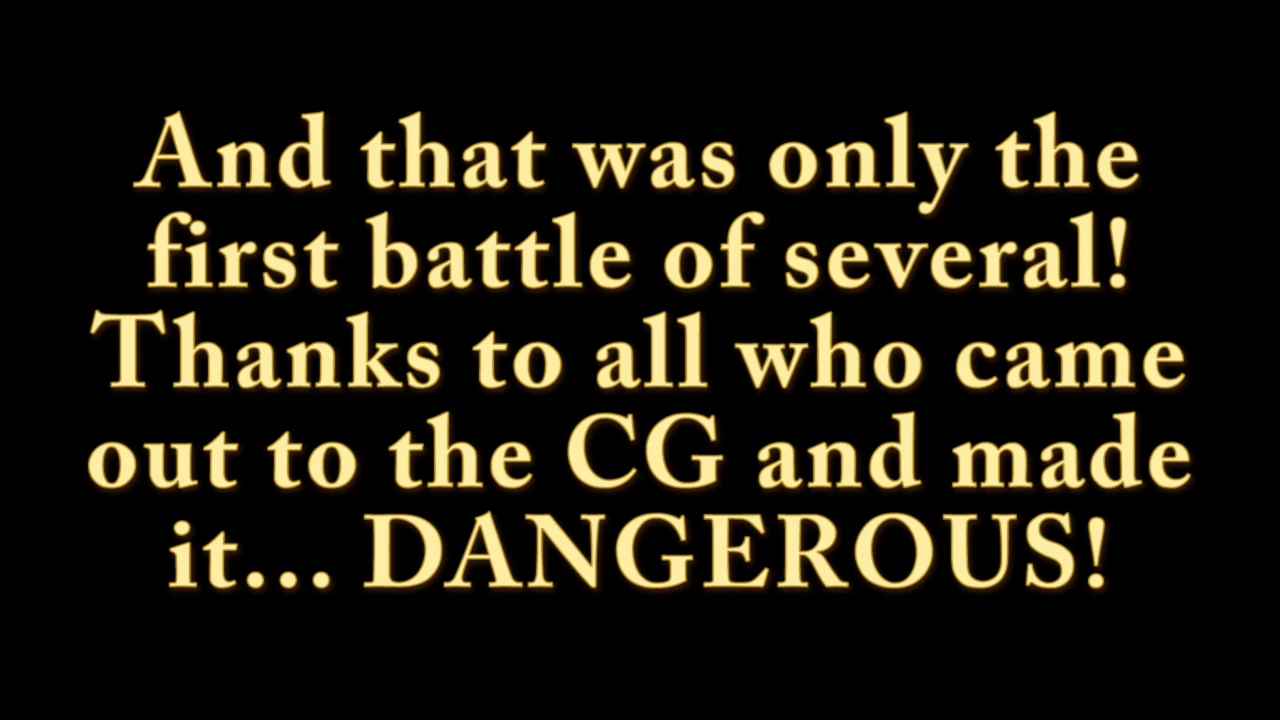 And that was only the
first battle of several!
Thanks to all who came
out to the CG and made
it... DANGEROUS!